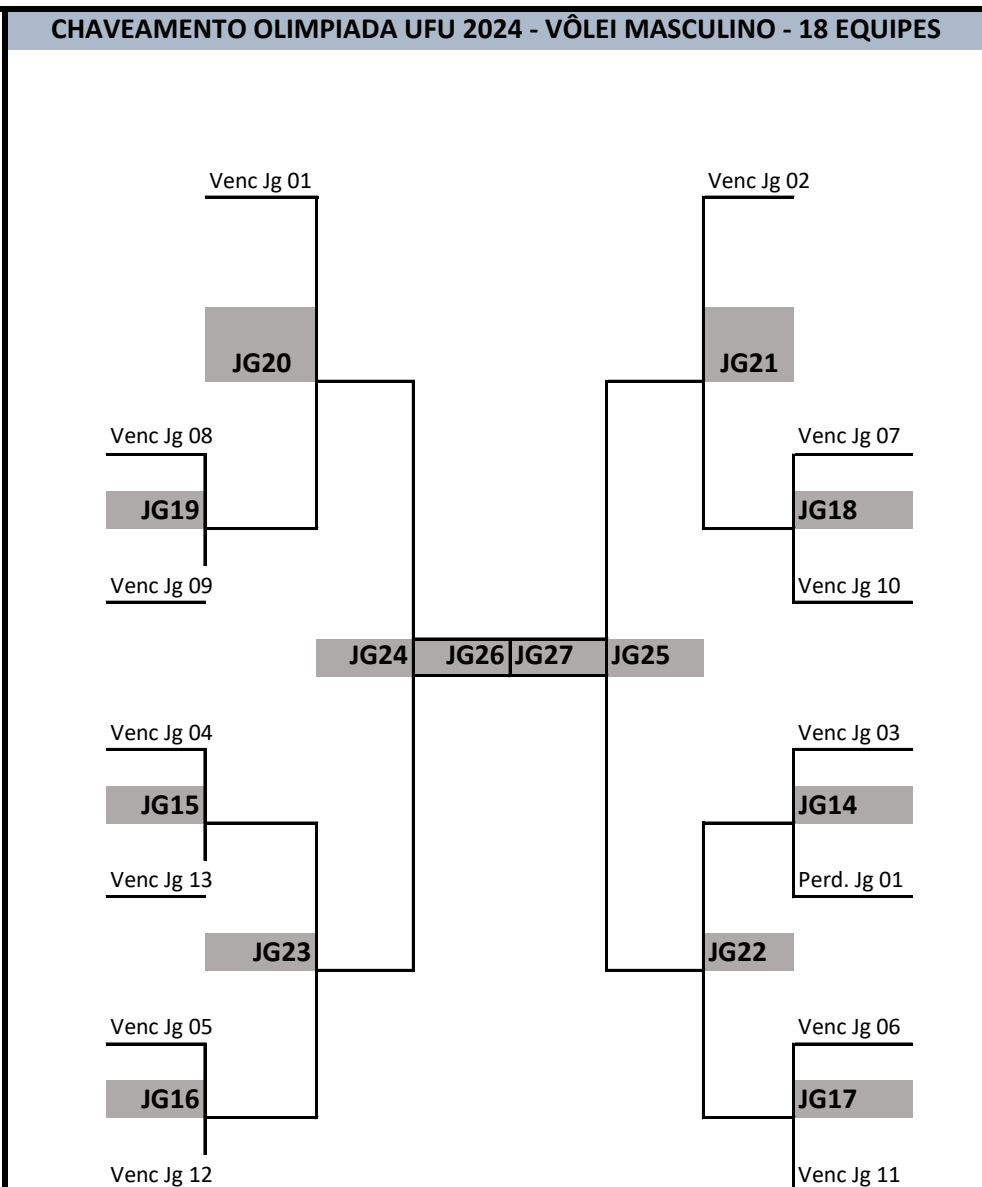 CHAVEAMENTO OLIMPIADA UFU 2024 - VÔLEI MASCULINO - 18 EQUIPES
Venc Jg 01
Venc Jg 02
JG20
JG21
Venc Jg 08
Venc Jg 07
JG19
JG18
Venc Jg 09
Venc Jg 10
JG24
JG26
JG27
JG25
Venc Jg 04
Venc Jg 03
JG15
JG14
Venc Jg 13
Perd. Jg 01
JG23
JG22
Venc Jg 05
Venc Jg 06
JG16
JG17
Venc Jg 12
Venc Jg 11